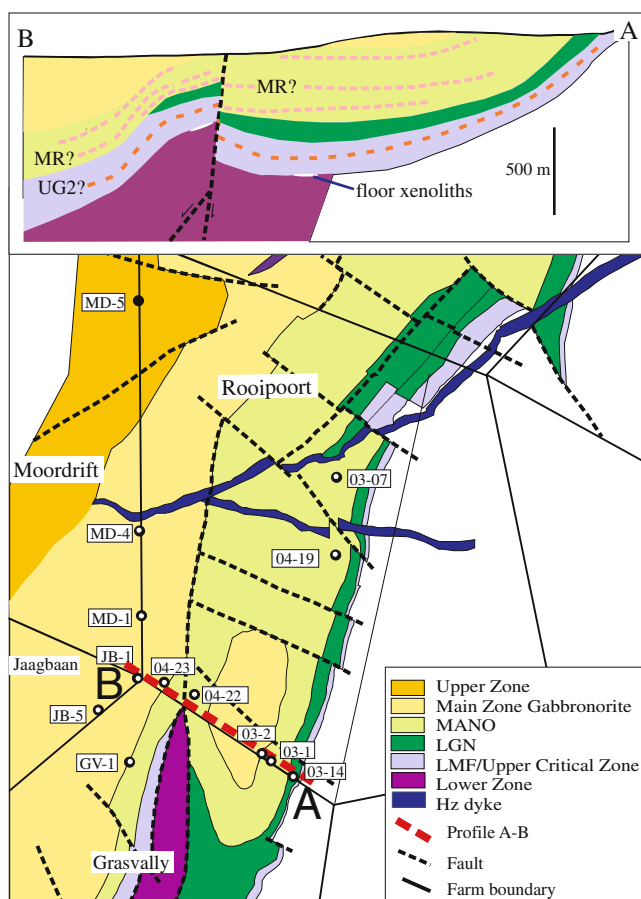 B
A
MR?
MR?
UG2?
floor xenoliths
500 m
MD-5
Rooipoort
Moordrift
03-07
MD-4
04-19
MD-1
Jaagbaan
JB-1
B
04-23
04-22
JB-5
03-2
03-1
GV-1
03-14
A
Grasvally
Upper Zone
Main Zone Gabbronorite
MANO
LGN
LMF/Upper Critical Zone
Lower Zone
Hz dyke
Profile A-B
Fault
Farm boundary